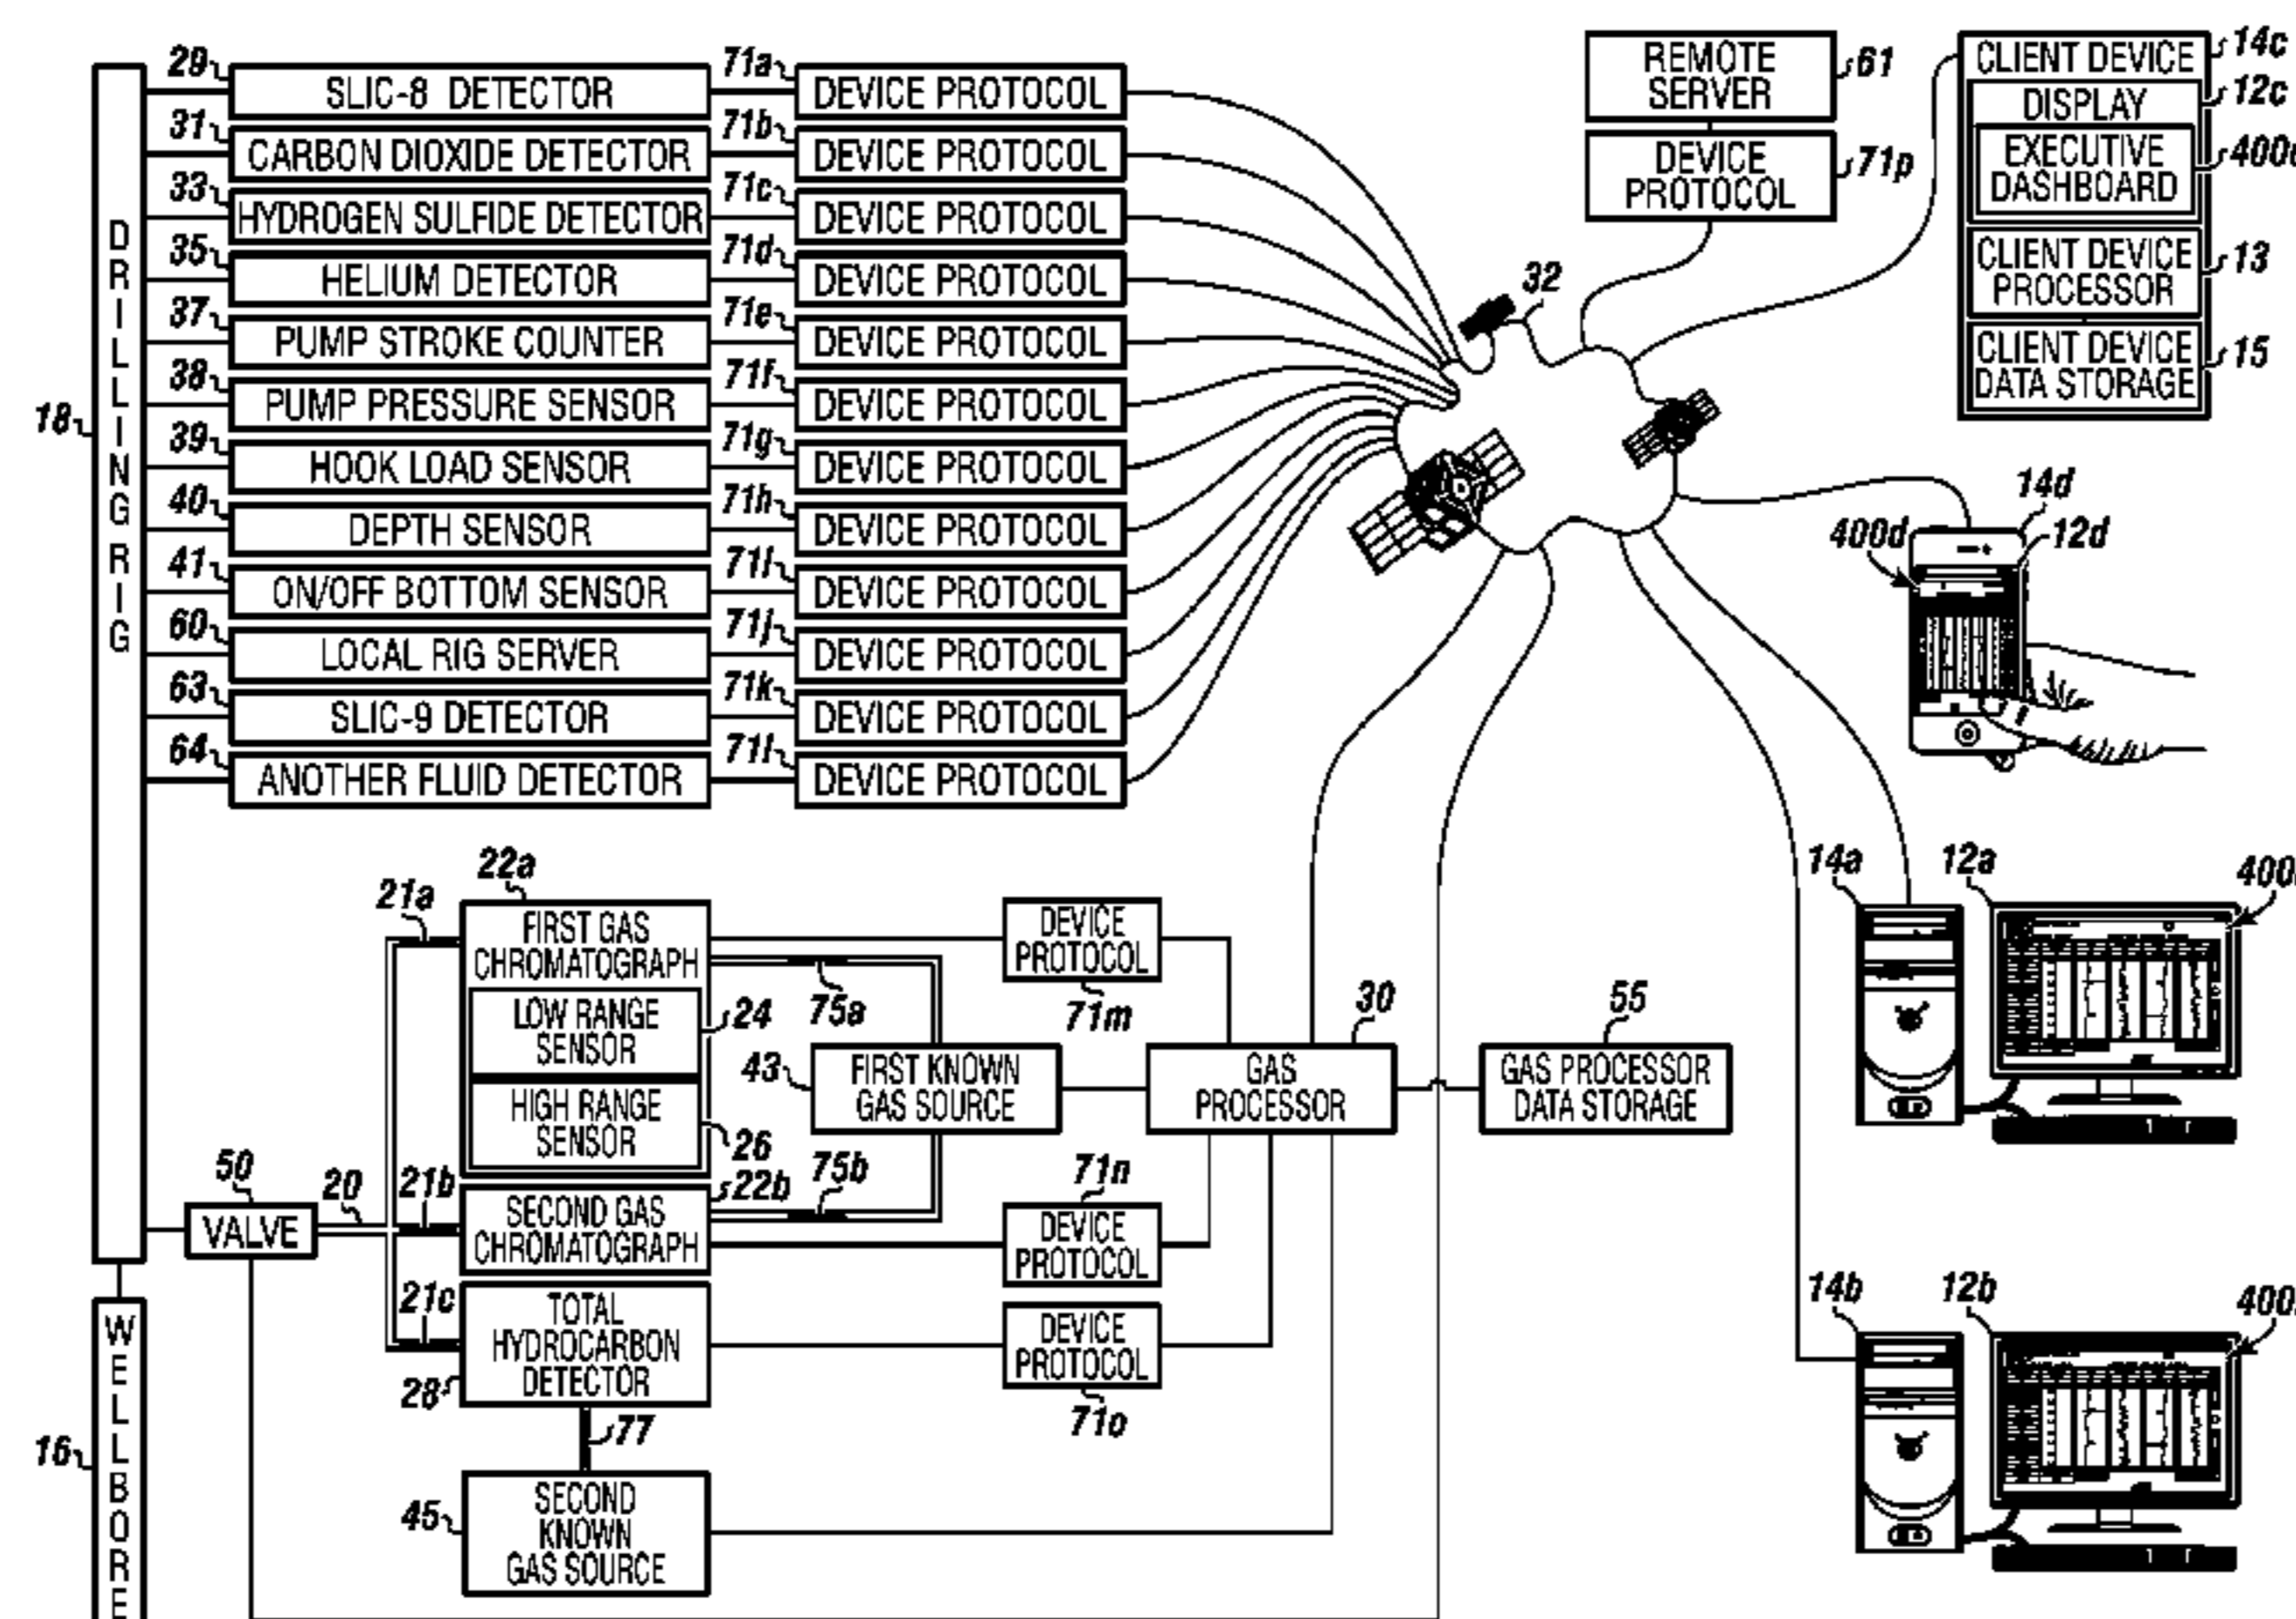 29 SLIC-8 DETECTOR 71a DEVICE PROTOCOL
31 CARBON DIOXIDE DETECTOR 71b DEVICE PROTOCOL
33 HYDROGEN SULFIDE DETECTOR 71c DEVICE PROTOCOL
35 HELIUM DETECTOR 71d DEVICE PROTOCOL
37 PUMP STROKE COUNTER 71e DEVICE PROTOCOL
38 PUMP PRESSURE SENSOR 71f DEVICE PROTOCOL
39 HOOK LOAD SENSOR 71g DEVICE PROTOCOL
40 DEPTH SENSOR 71h DEVICE PROTOCOL
41 ON/OFF BOTTOM SENSOR 71i DEVICE PROTOCOL
60 LOCAL RIG SERVER 71j DEVICE PROTOCOL
63 SLIC-9 DETECTOR 71k DEVICE PROTOCOL
64 ANOTHER FLUID DETECTOR 71l DEVICE PROTOCOL
18
DRILLING RIG
32
REMOTE
SERVER
61
DEVICE
PROTOCOL
71p
CLIENT DEVICE 14c
DISPLAY 12c
EXECUTIVE
DASHBOARD
400
CLIENT DEVICE
PROCESSOR
13
CLIENT DEVICE
DATA STORAGE
15
14d
400d 12d
14a 12a 400
14b 12b 400
22a
21a
FIRST GAS
CHROMATOGRAPH
LOW RANGE
SENSOR
24
HIGH RANGE
SENSOR
26
75a
DEVICE
PROTOCOL
71m
43
FIRST KNOWN
GAS SOURCE
30
GAS
PROCESSOR
55
GAS PROCESSOR
DATA STORAGE
50
VALVE
20
21b
SECOND GAS
CHROMATOGRAPH
22b
75b
71n
DEVICE
PROTOCOL
21c
TOTAL
HYDROCARBON
DETECTOR
28
DEVICE
PROTOCOL
71o
77
45
SECOND
KNOWN
GAS SOURCE
16
WELLBORE